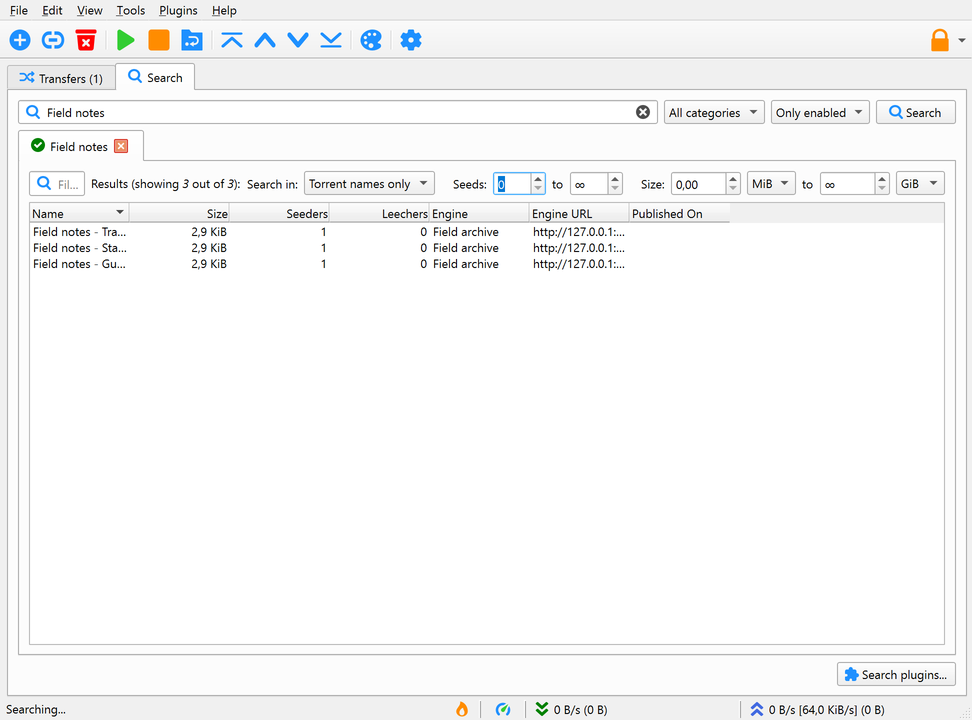 File Edit View Tools Plugins Help
Transfers (1) Search
Field notes All categories Only enabled Search
Field notes
Fil... Results (showing 3 out of 3): Search in: Torrent names only Seeds: 0 to ∞ Size: 0,00 MiB to ∞ GiB
Name Size Seeders Leechers Engine Engine URL Published On
Field notes - Tra... 2,9 KiB 1 0 Field archive http://127.0.0.1:...
Field notes - Sta... 2,9 KiB 1 0 Field archive http://127.0.0.1:...
Field notes - Gu... 2,9 KiB 1 0 Field archive http://127.0.0.1:...
Search plugins...
Searching... 0 B/s (0 B) 0 B/s [64,0 KiB/s] (0 B)